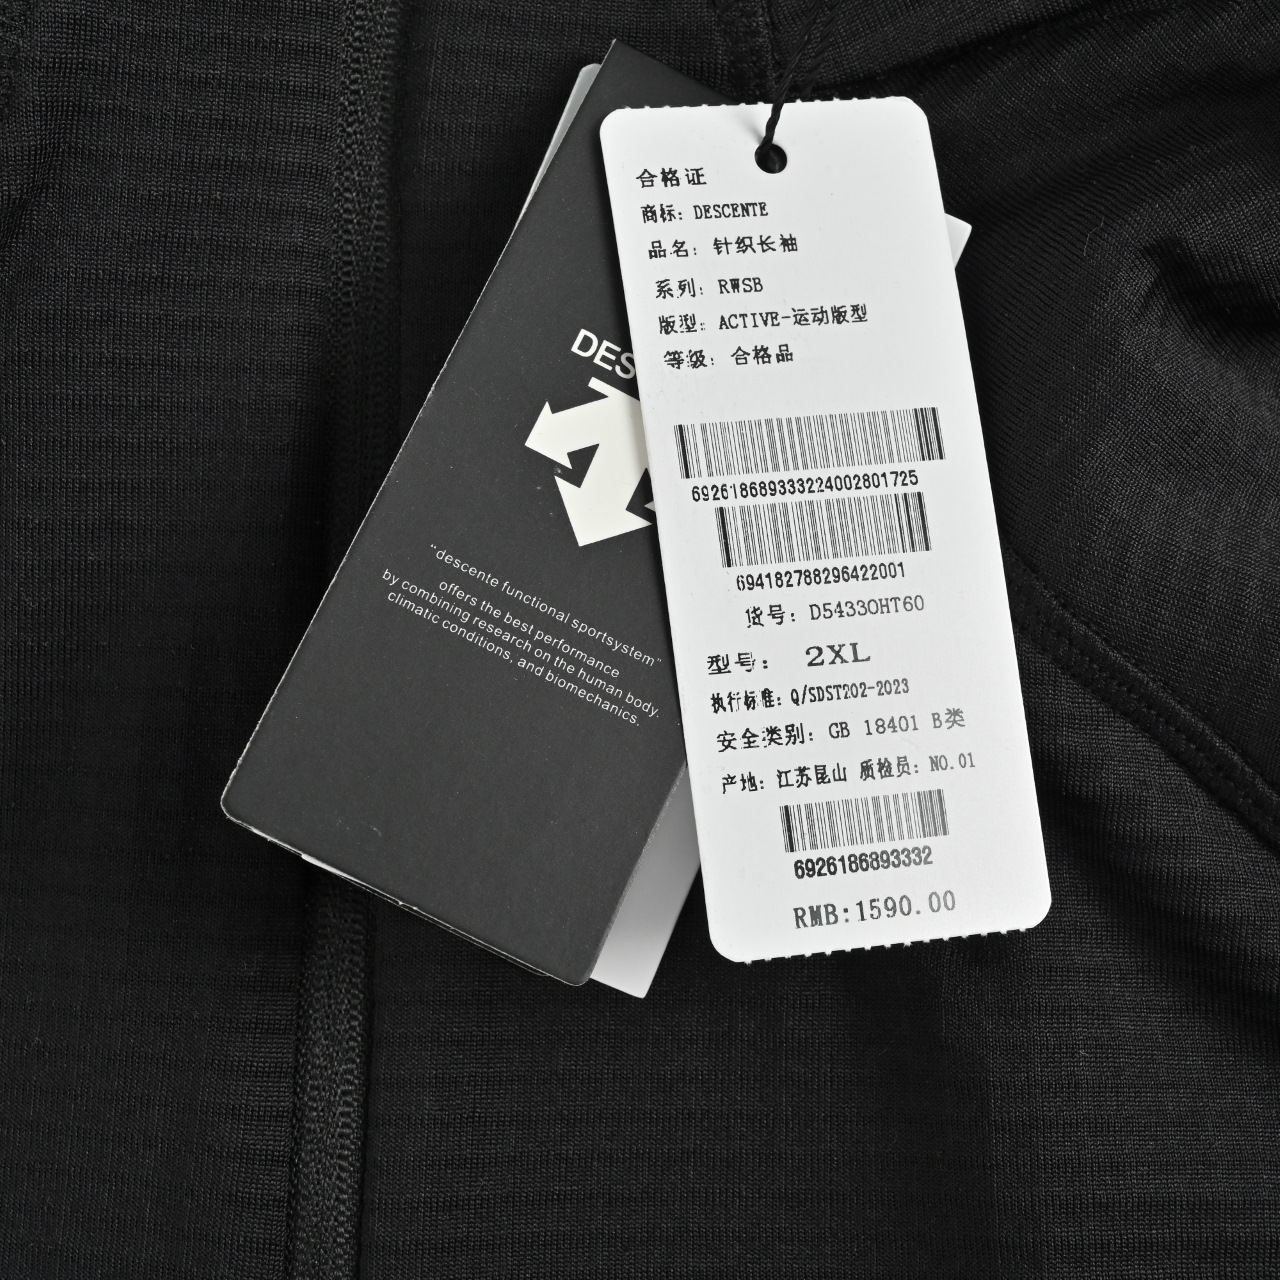 DES
“descente functional sportsystem”
offers the best performance
by combining research on the human body,
climatic conditions, and biomechanics.
合格证
商标: DESCENTE
品名: 针织长袖
系列: RWSB
版型: ACTIVE-运动版型
等级: 合格品
692618689333224002801725
694182788296422001
货号: D5433OHT60
型号: 2XL
执行标准: Q/SDST202-2023
安全类别: GB 18401 B类
产地: 江苏昆山 质检员: NO.01
6926186893332
RMB:1590.00